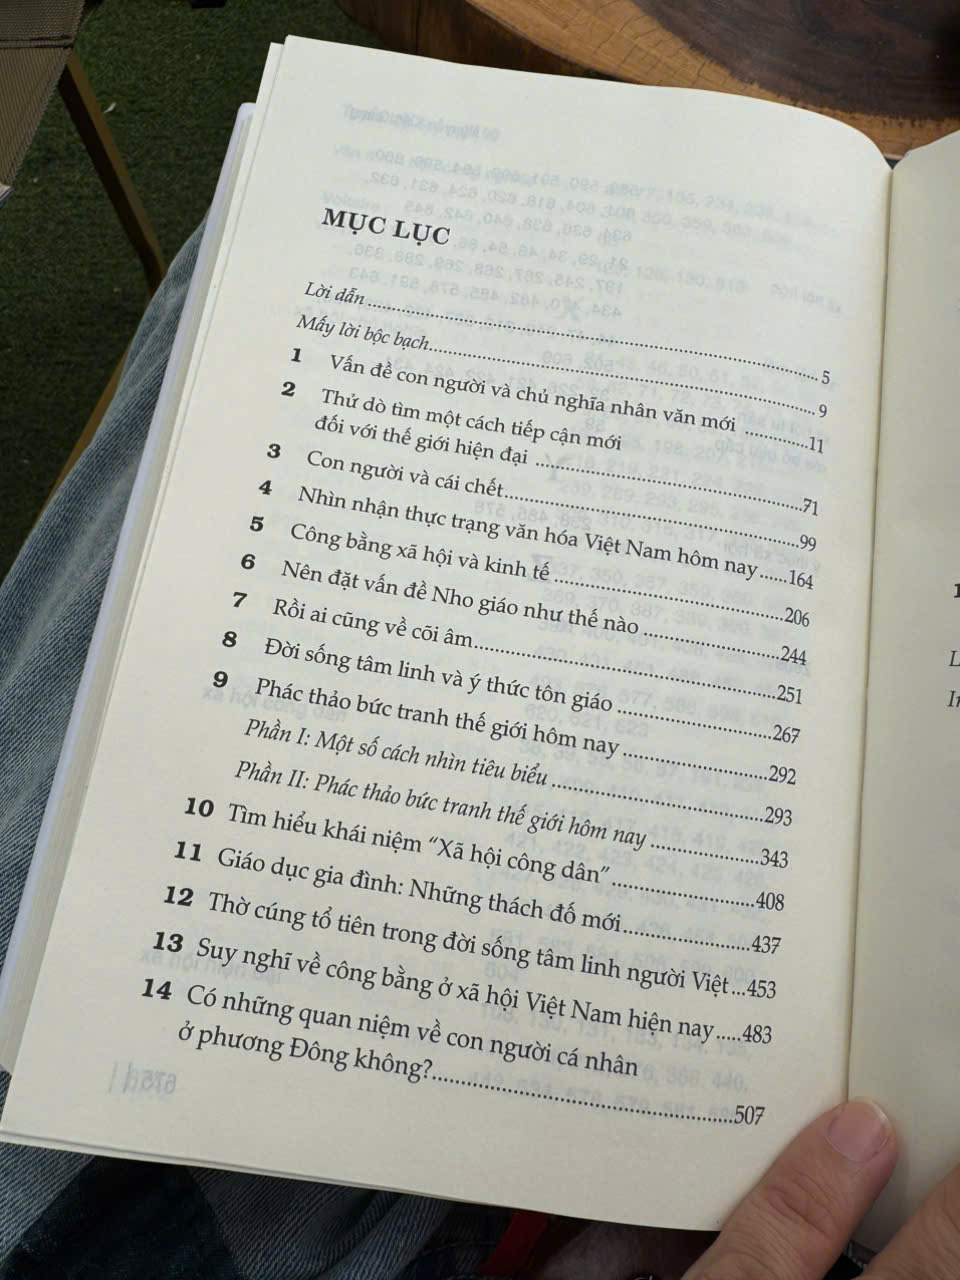 MỤC LỤC
Lời dẫn ........ 5
Mấy lời bộc bạch ........ 9
1 Vấn đề con người và chủ nghĩa nhân văn mới ........ 11
2 Thử dò tìm một cách tiếp cận mới
đối với thế giới hiện đại ........ 71
3 Con người và cái chết ........ 99
4 Nhìn nhận thực trạng văn hóa Việt Nam hôm nay ...... 164
5 Công bằng xã hội và kinh tế ........ 206
6 Nên đặt vấn đề Nho giáo như thế nào ........ 244
7 Rồi ai cũng về cõi âm ........ 251
8 Đời sống tâm linh và ý thức tôn giáo ........ 267
9 Phác thảo bức tranh thế giới hôm nay ........ 292
Phần I: Một số cách nhìn tiêu biểu ........ 293
Phần II: Phác thảo bức tranh thế giới hôm nay ........ 343
10 Tìm hiểu khái niệm “Xã hội công dân” ........ 408
11 Giáo dục gia đình: Những thách đố mới ........ 437
12 Thờ cúng tổ tiên trong đời sống tâm linh người Việt ... 453
13 Suy nghĩ về công bằng ở xã hội Việt Nam hiện nay ..... 483
14 Có những quan niệm về con người cá nhân
ở phương Đông không? ........ 507